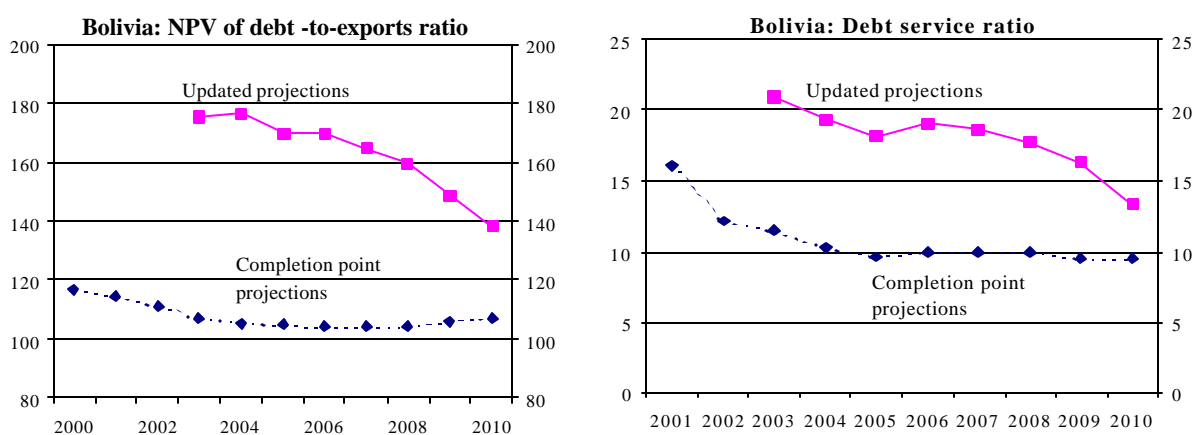 Bolivia: NPV of debt -to-exports ratio
200 200
180 180
160 160
140 140
120 120
100 100
80 80
Updated projections
Completion point
projections
2000 2002 2004 2006 2008 2010
Bolivia: Debt service ratio
25 25
20 20
15 15
10 10
5 5
0 0
Updated projections
Completion point
projections
2001 2002 2003 2004 2005 2006 2007 2008 2009 2010